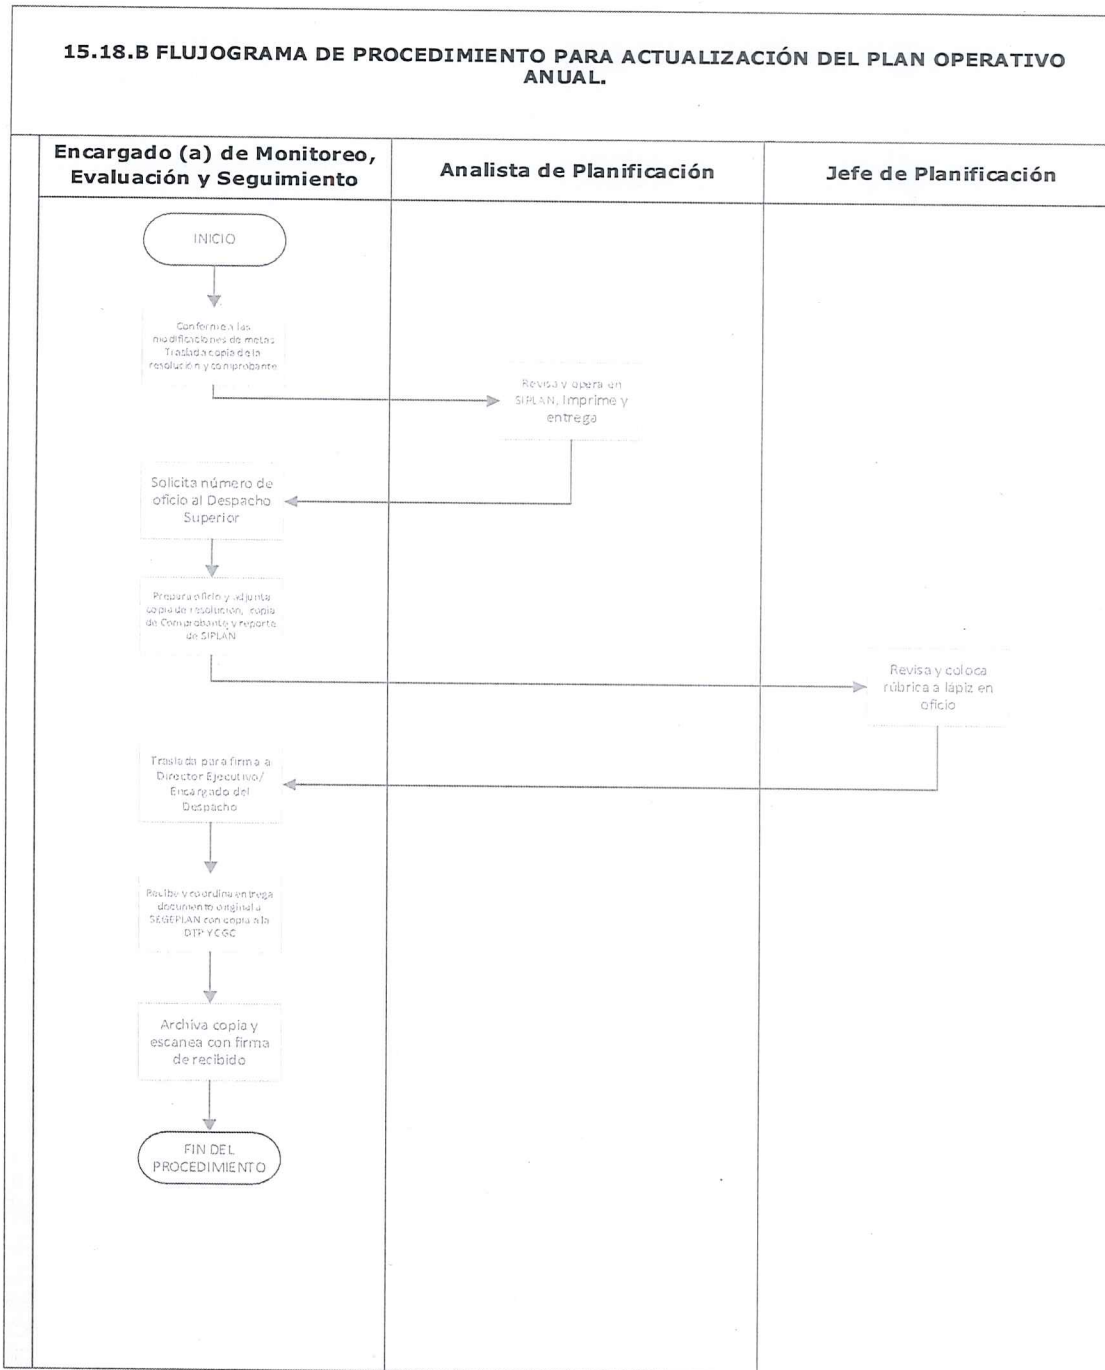 15.18.B FLUJOGRAMA DE PROCEDIMIENTO PARA ACTUALIZACIÓN DEL PLAN OPERATIVO
ANUAL.
Encargado (a) de Monitoreo,
Evaluación y Seguimiento
Analista de Planificación
Jefe de Planificación
INICIO
Conforme a las
modificaciones de metas
Traslada copia de la
resolución y comprobante
Revisa y opera en
SIPLAN, Imprime y
entrega
Solicita número de
oficio al Despacho
Superior
Prepara oficio y adjunta
copia de resolución, copia
de Comprobante y reporte
de SIPLAN
Revisa y coloca
rúbrica a lápiz en
oficio
Traslada para firma a
Director Ejecutivo/
Encargado del
Despacho
Recibe y coordina entrega
documento original a
SEGEPLAN con copia a la
DTP Y CGC
Archiva copia y
escanea con firma
de recibido
FIN DEL
PROCEDIMIENTO